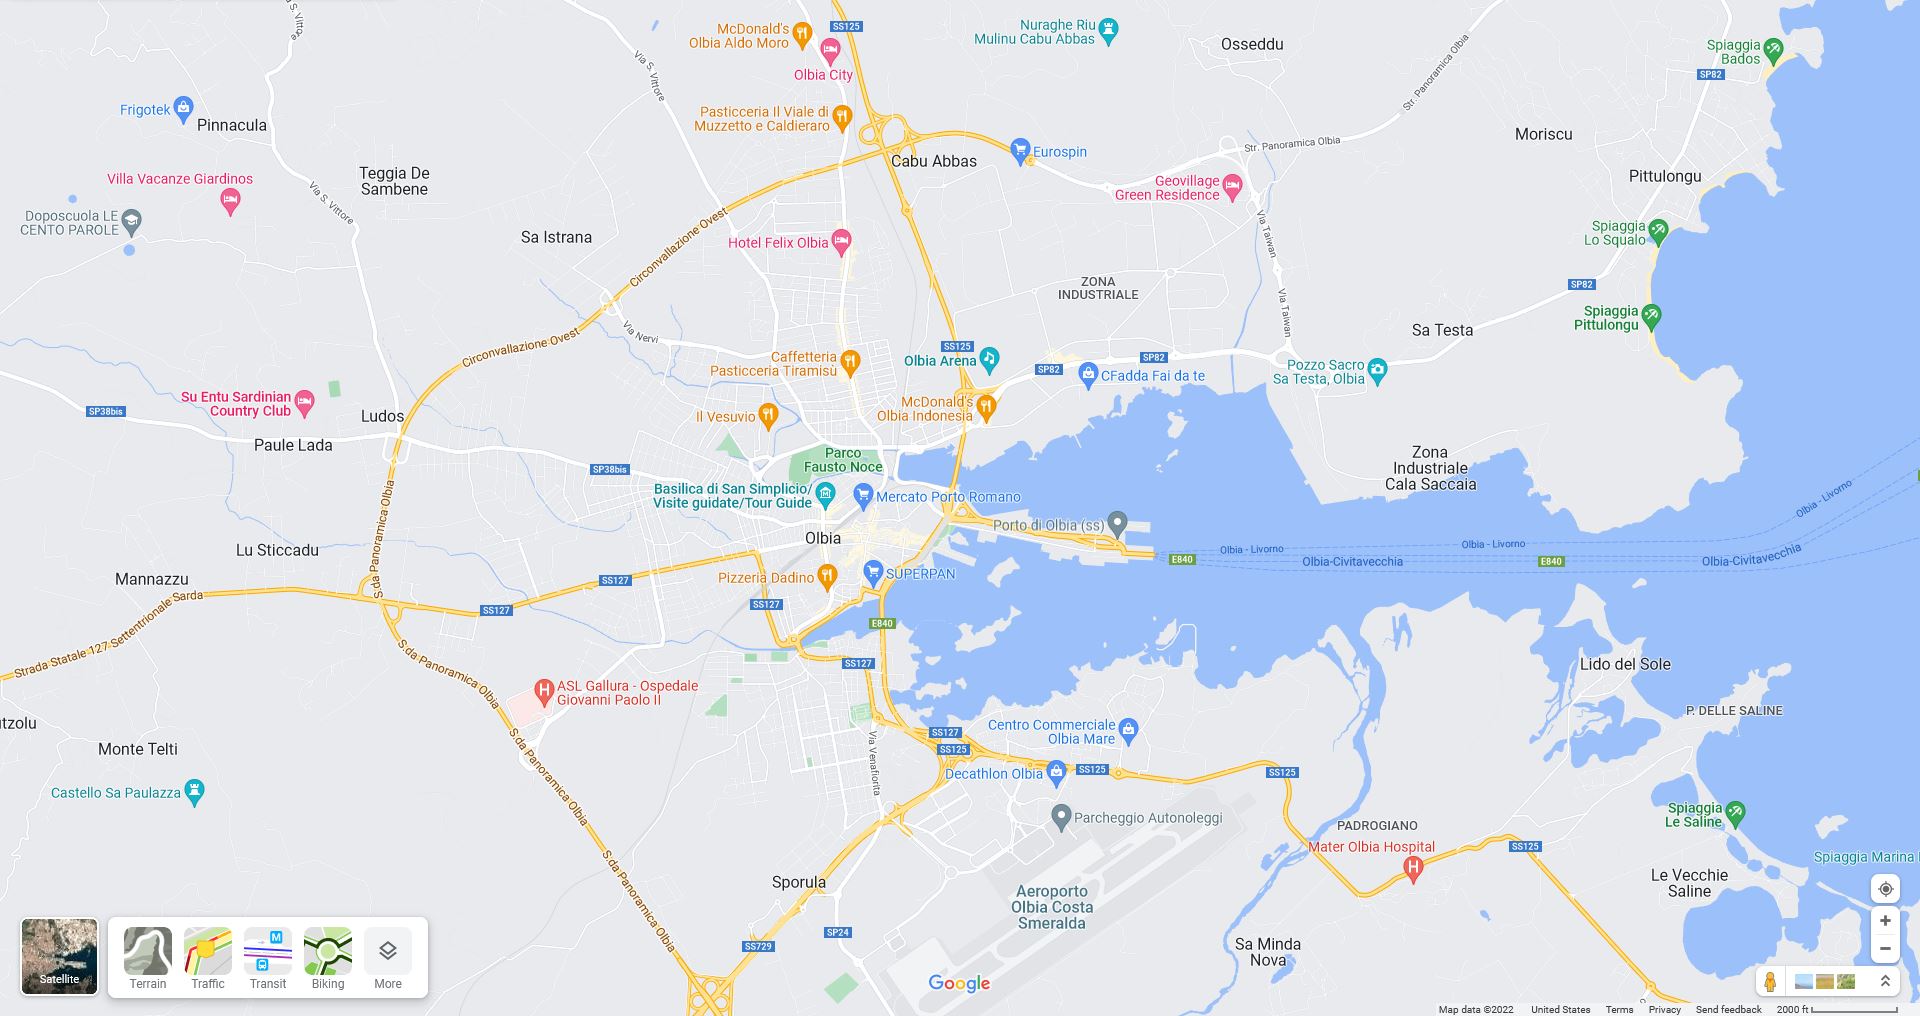 McDonald's
Olbia Aldo Moro
SS125
Nuraghe Riu
Mulinu Cabu Abbas
Osseddu
Spiaggia
Bados
Str. Panoramica Olbia
Via S. Vittore
V. S. Vittore
Olbia City
SP82
Frigotek
Pinnacula
Pasticceria Il Viale di
Muzzetto e Caldieraro
Moriscu
Cabu Abbas
Eurospin
Str. Panoramica Olbia
Teggia De
Sambene
Villa Vacanze Giardinos
Geovillage
Green Residence
Pittulongu
Via S. Vittore
Doposcuola LE
CENTO PAROLE
Sa Istrana
Circonvallazione Ovest
Hotel Felix Olbia
Via Taiwan
Spiaggia
Lo Squalo
ZONA
INDUSTRIALE
SP82
Via Nervi
Via Taiwan
Spiaggia
Pittulongu
Sa Testa
Circonvallazione Ovest
SS125
Caffetteria
Pasticceria Tiramisù
Olbia Arena
SP82
SP82
CFadda Fai da te
Pozzo Sacro
Sa Testa, Olbia
Su Entu Sardinian
Country Club
SP38bis
Ludos
Il Vesuvio
McDonald's
Olbia Indonesia
Paule Lada
Parco
Fausto Noce
SP38bis
Zona
Industriale
Cala Saccaia
Basilica di San Simplicio/
Visite guidate/Tour Guide
Mercato Porto Romano
Olbia - Livorno
S.da Panoramica Olbia
Porto di Olbia (ss)
Olbia
Lu Sticcadu
Olbia - Livorno
Olbia - Livorno
E840
Olbia-Civitavecchia
E840
Olbia-Civitavecchia
Mannazzu
SS127
Pizzeria Dadino
SUPERPAN
Strada Statale 127 Settentrionale Sarda
SS127
SS127
E840
S.da Panoramica Olbia
SS127
Lido del Sole
ASL Gallura - Ospedale
Giovanni Paolo II
P. DELLE SALINE
utzolu
Monte Telti
S.da Panoramica Olbia
Via Venafiorita
SS127
SS125
Centro Commerciale
Olbia Mare
Decathlon Olbia
SS125
SS125
Castello Sa Paulazza
Parcheggio Autonoleggi
PADROGIANO
Mater Olbia Hospital
SS125
Spiaggia
Le Saline
Spiaggia Marina
S.da Panoramica Olbia
Sporula
Aeroporto
Olbia Costa
Smeralda
Le Vecchie
Saline
SP24
SS729
Sa Minda
Nova
Satellite
Terrain
Traffic
M
Transit
Biking
More
Google
Map data ©2022
United States
Terms
Privacy
Send feedback
2000 ft